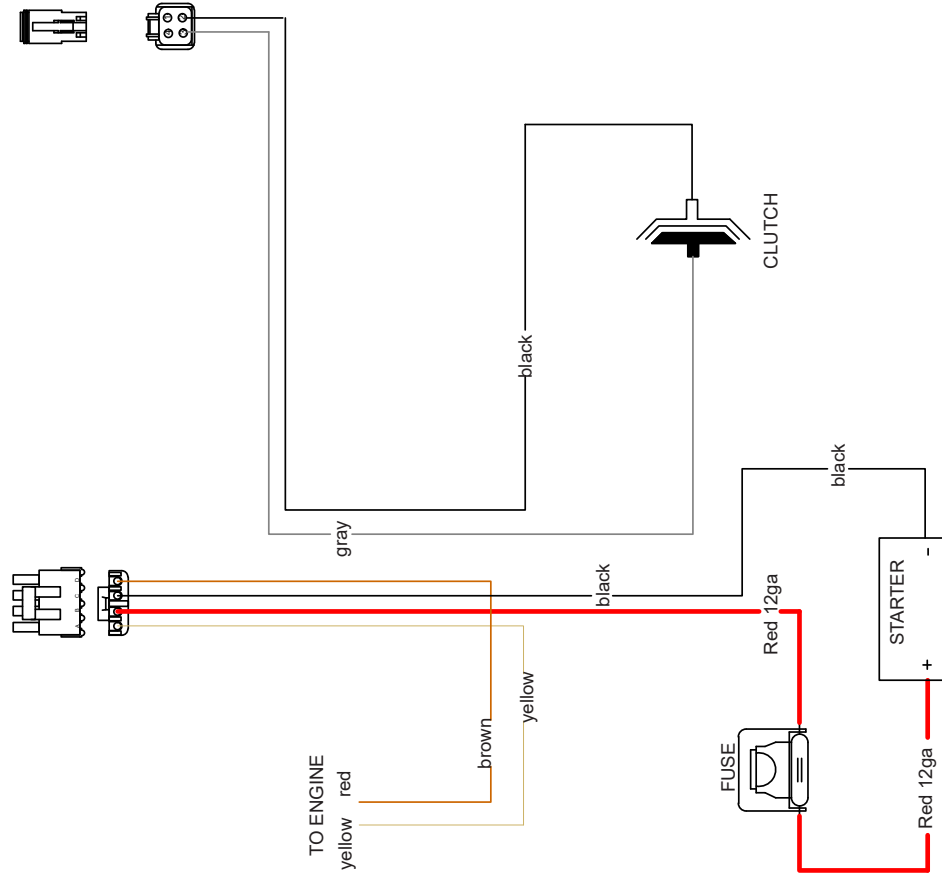 A B C D
TO ENGINE
yellow red
brown
yellow
gray
black
black
black
CLUTCH
Red 12ga
FUSE
Red 12ga
STARTER
+ -